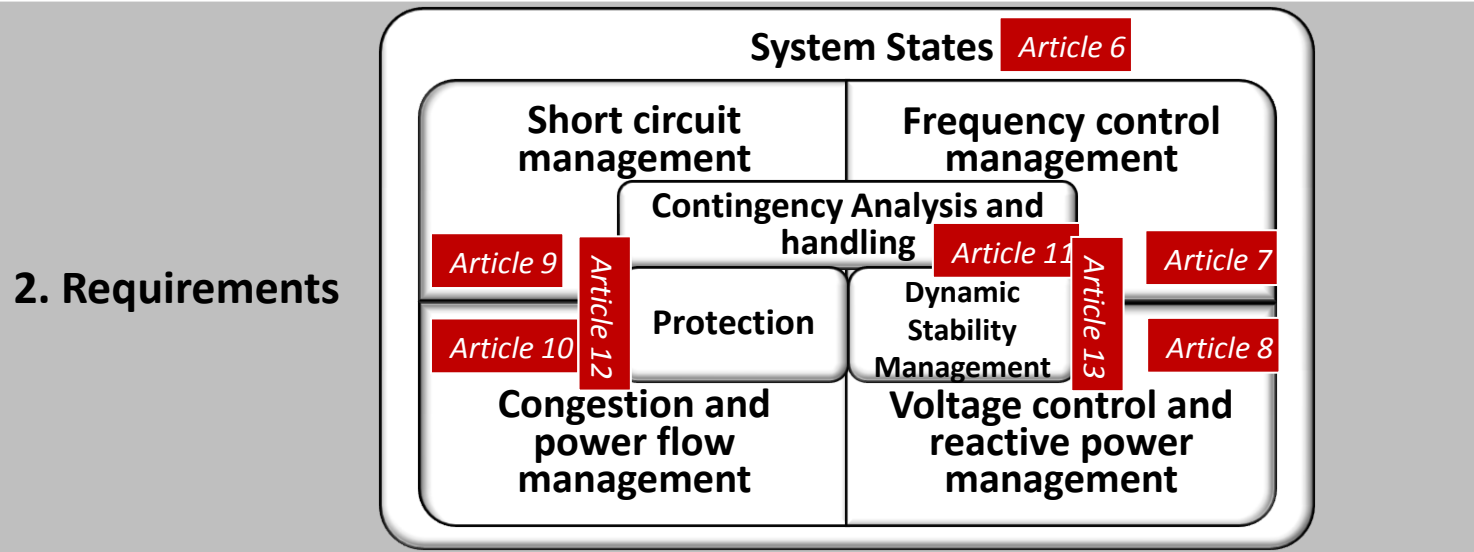 2. Requirements
System States
Article 6
Short circuit
management
Article 9
Frequency control
management
Article 7
Contingency Analysis and
handling
Article 11
Article 12
Protection
Dynamic
Stability
Management
Article 13
Article 10
Congestion and
power flow
management
Article 8
Voltage control and
reactive power
management